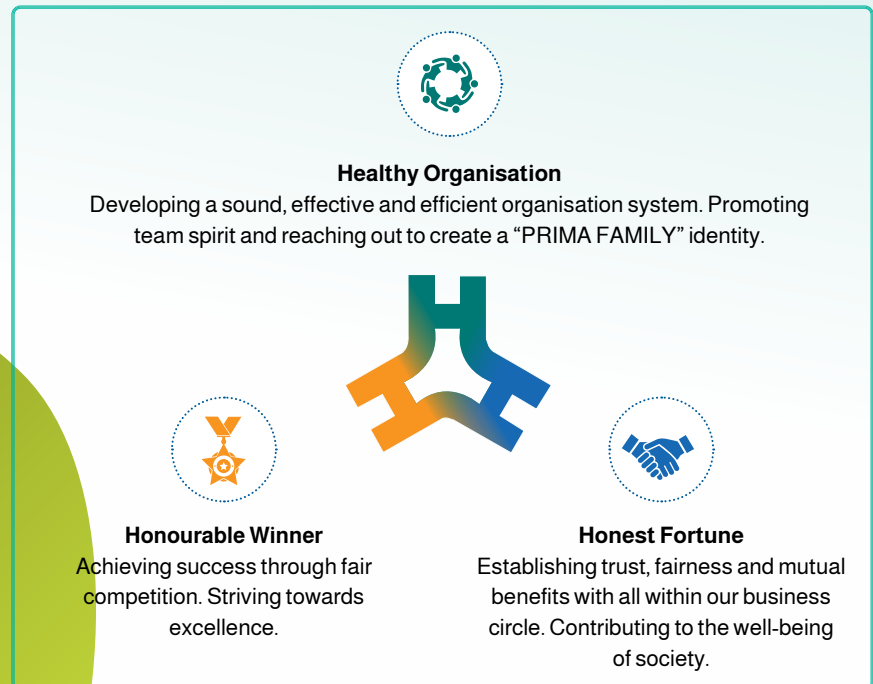 Healthy Organisation
Developing a sound, effective and efficient organisation system. Promoting
team spirit and reaching out to create a “PRIMA FAMILY” identity.
Honourable Winner
Achieving success through fair
competition. Striving towards
excellence.
Honest Fortune
Establishing trust, fairness and mutual
benefits with all within our business
circle. Contributing to the well-being
of society.